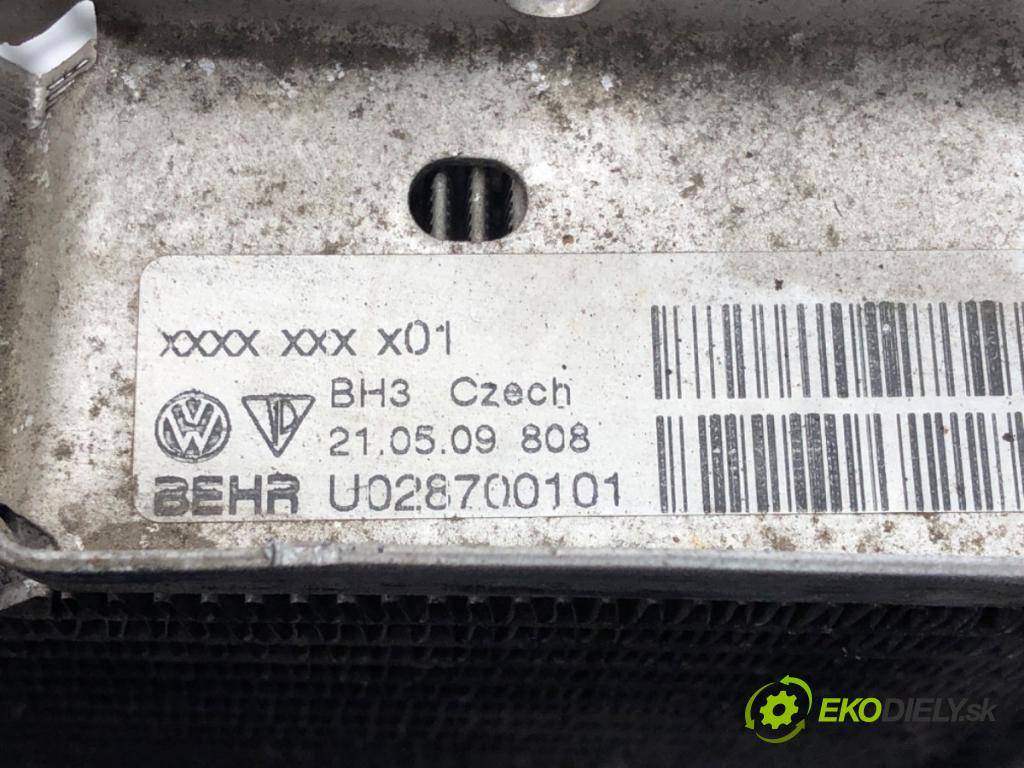 xxxx xxx x01
BH3 Czech
21.05.09 808
BEHR U028700101
EKODIELY.sk